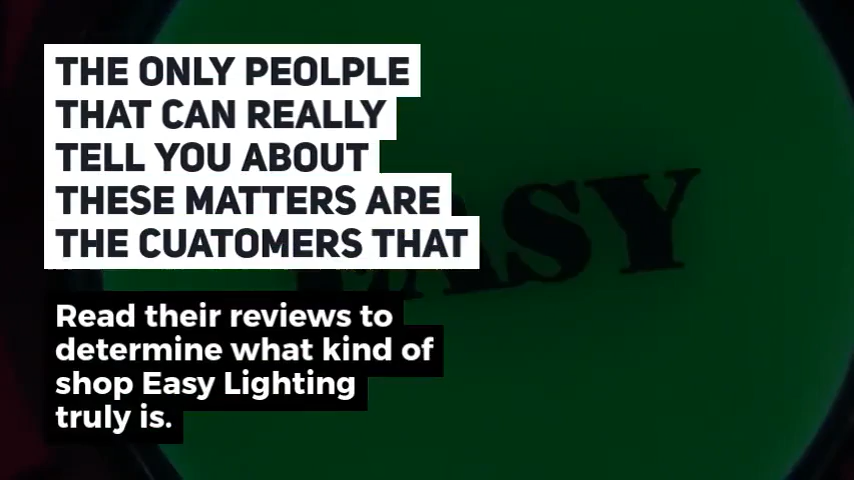 THE ONLY PEOLPLE
THAT CAN REALLY
TELL YOU ABOUT
THESE MATTERS ARE
THE CUATOMERS THAT
EASY
Read their reviews to
determine what kind of
shop Easy Lighting
truly is.